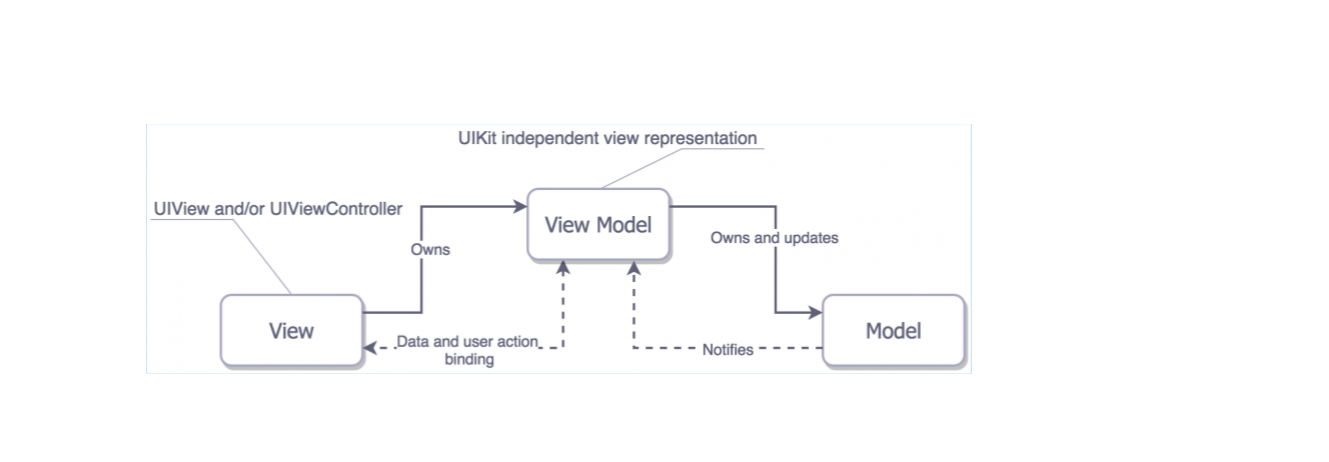 UIKit independent view representation
UIView and/or UIViewController
View Model
Owns and updates
Owns
View
Data and user action
binding
Notifies
Model